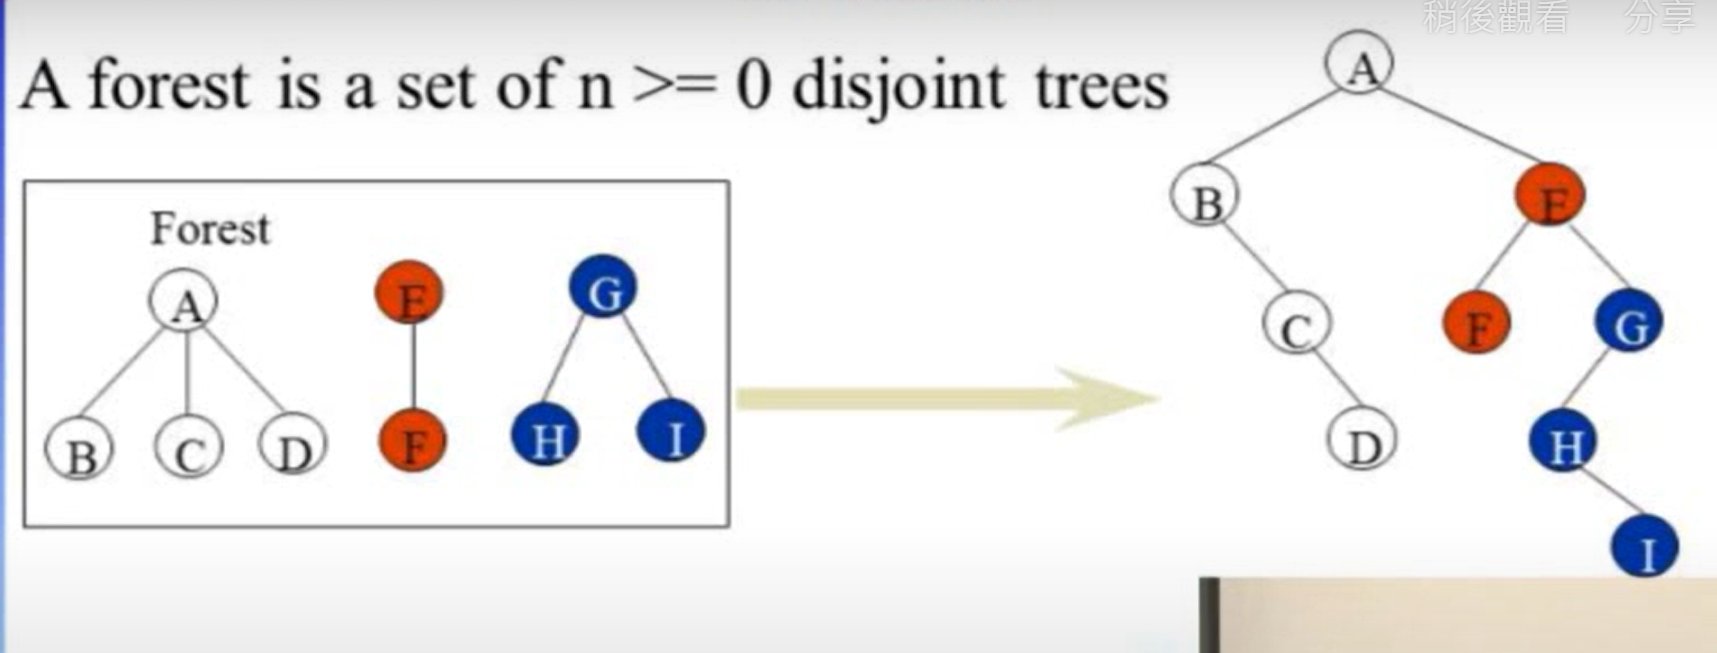 稍後觀看 分享
A forest is a set of n >= 0 disjoint trees
Forest
A E G
B C D F H I
A
B E
C F G
D H
I